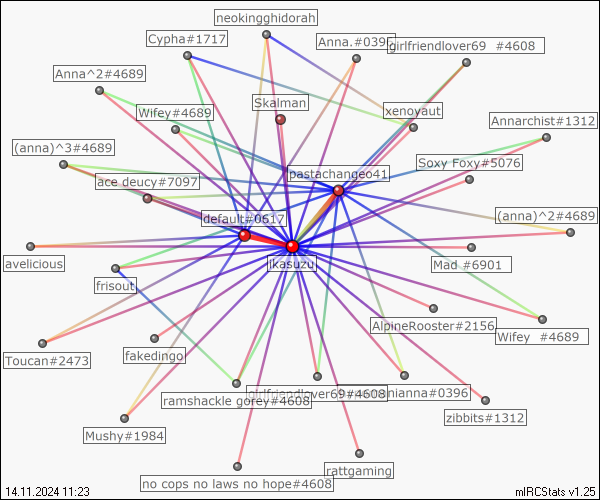 neokingghidorah
Cypha#1717
Anna.#0396
girlfriendlover69 #4608
Anna^2#4689
Skalman
Wifey#4689
xenoyaut
Annarchist#1312
(anna)^3#4689
Soxy Foxy#5076
pastachangeo41
ace deucy#7097
default#0617
(anna)^2#4689
ikasuzu
avelicious
Mad #6901
frisout
AlpineRooster#2156
Wifey #4689
Toucan#2473
fakedingo
girlfriendlover69#4608
nianna#0396
ramshackle gorey#4608
zibbits#1312
Mushy#1984
rattgaming
no cops no laws no hope#4608
14.11.2024 11:23
mIRCStats v1.25